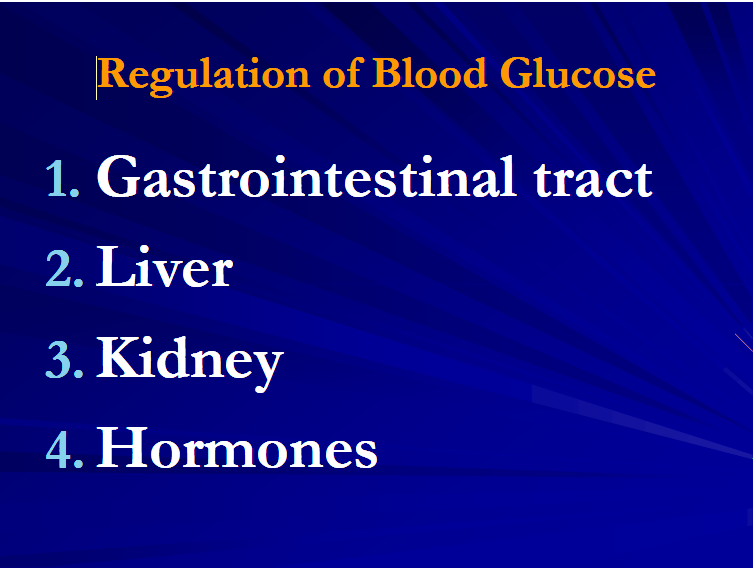 Regulation of Blood Glucose
1. Gastrointestinal tract
2. Liver
3. Kidney
4. Hormones